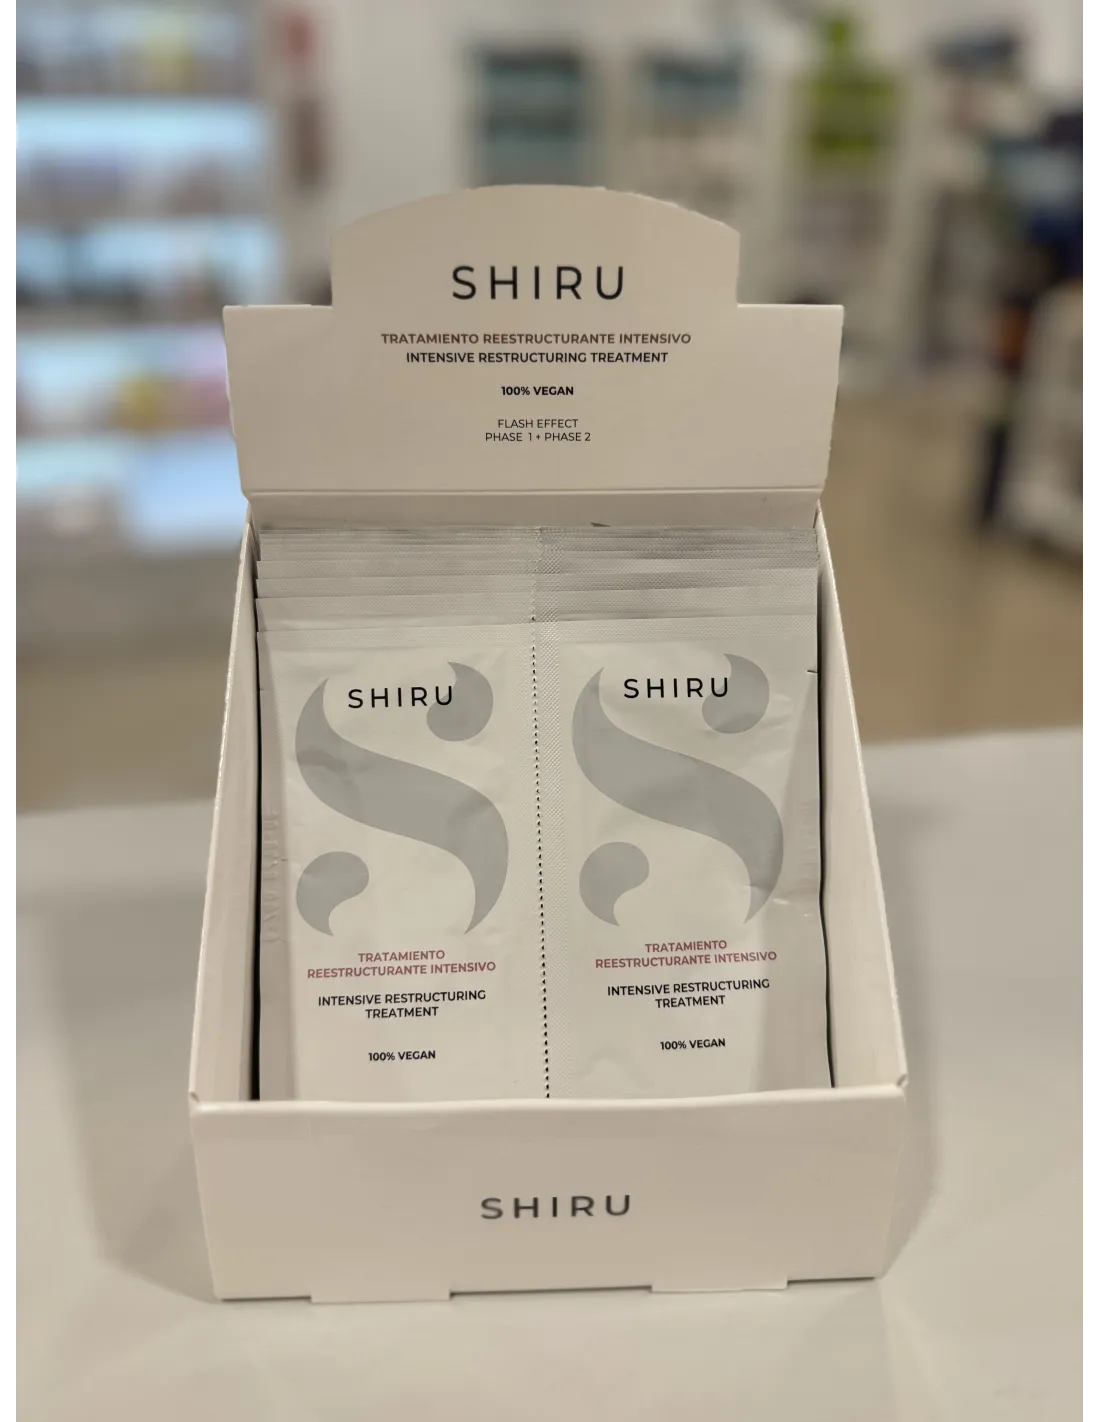 SHIRU
TRATAMIENTO REESTRUCTURANTE INTENSIVO
INTENSIVE RESTRUCTURING TREATMENT
100% VEGAN
FLASH EFFECT
PHASE 1 + PHASE 2
SHIRU
TRATAMIENTO
REESTRUCTURANTE INTENSIVO
INTENSIVE RESTRUCTURING
TREATMENT
100% VEGAN
SHIRU
TRATAMIENTO
REESTRUCTURANTE INTENSIVO
INTENSIVE RESTRUCTURING
TREATMENT
100% VEGAN
SHIRU